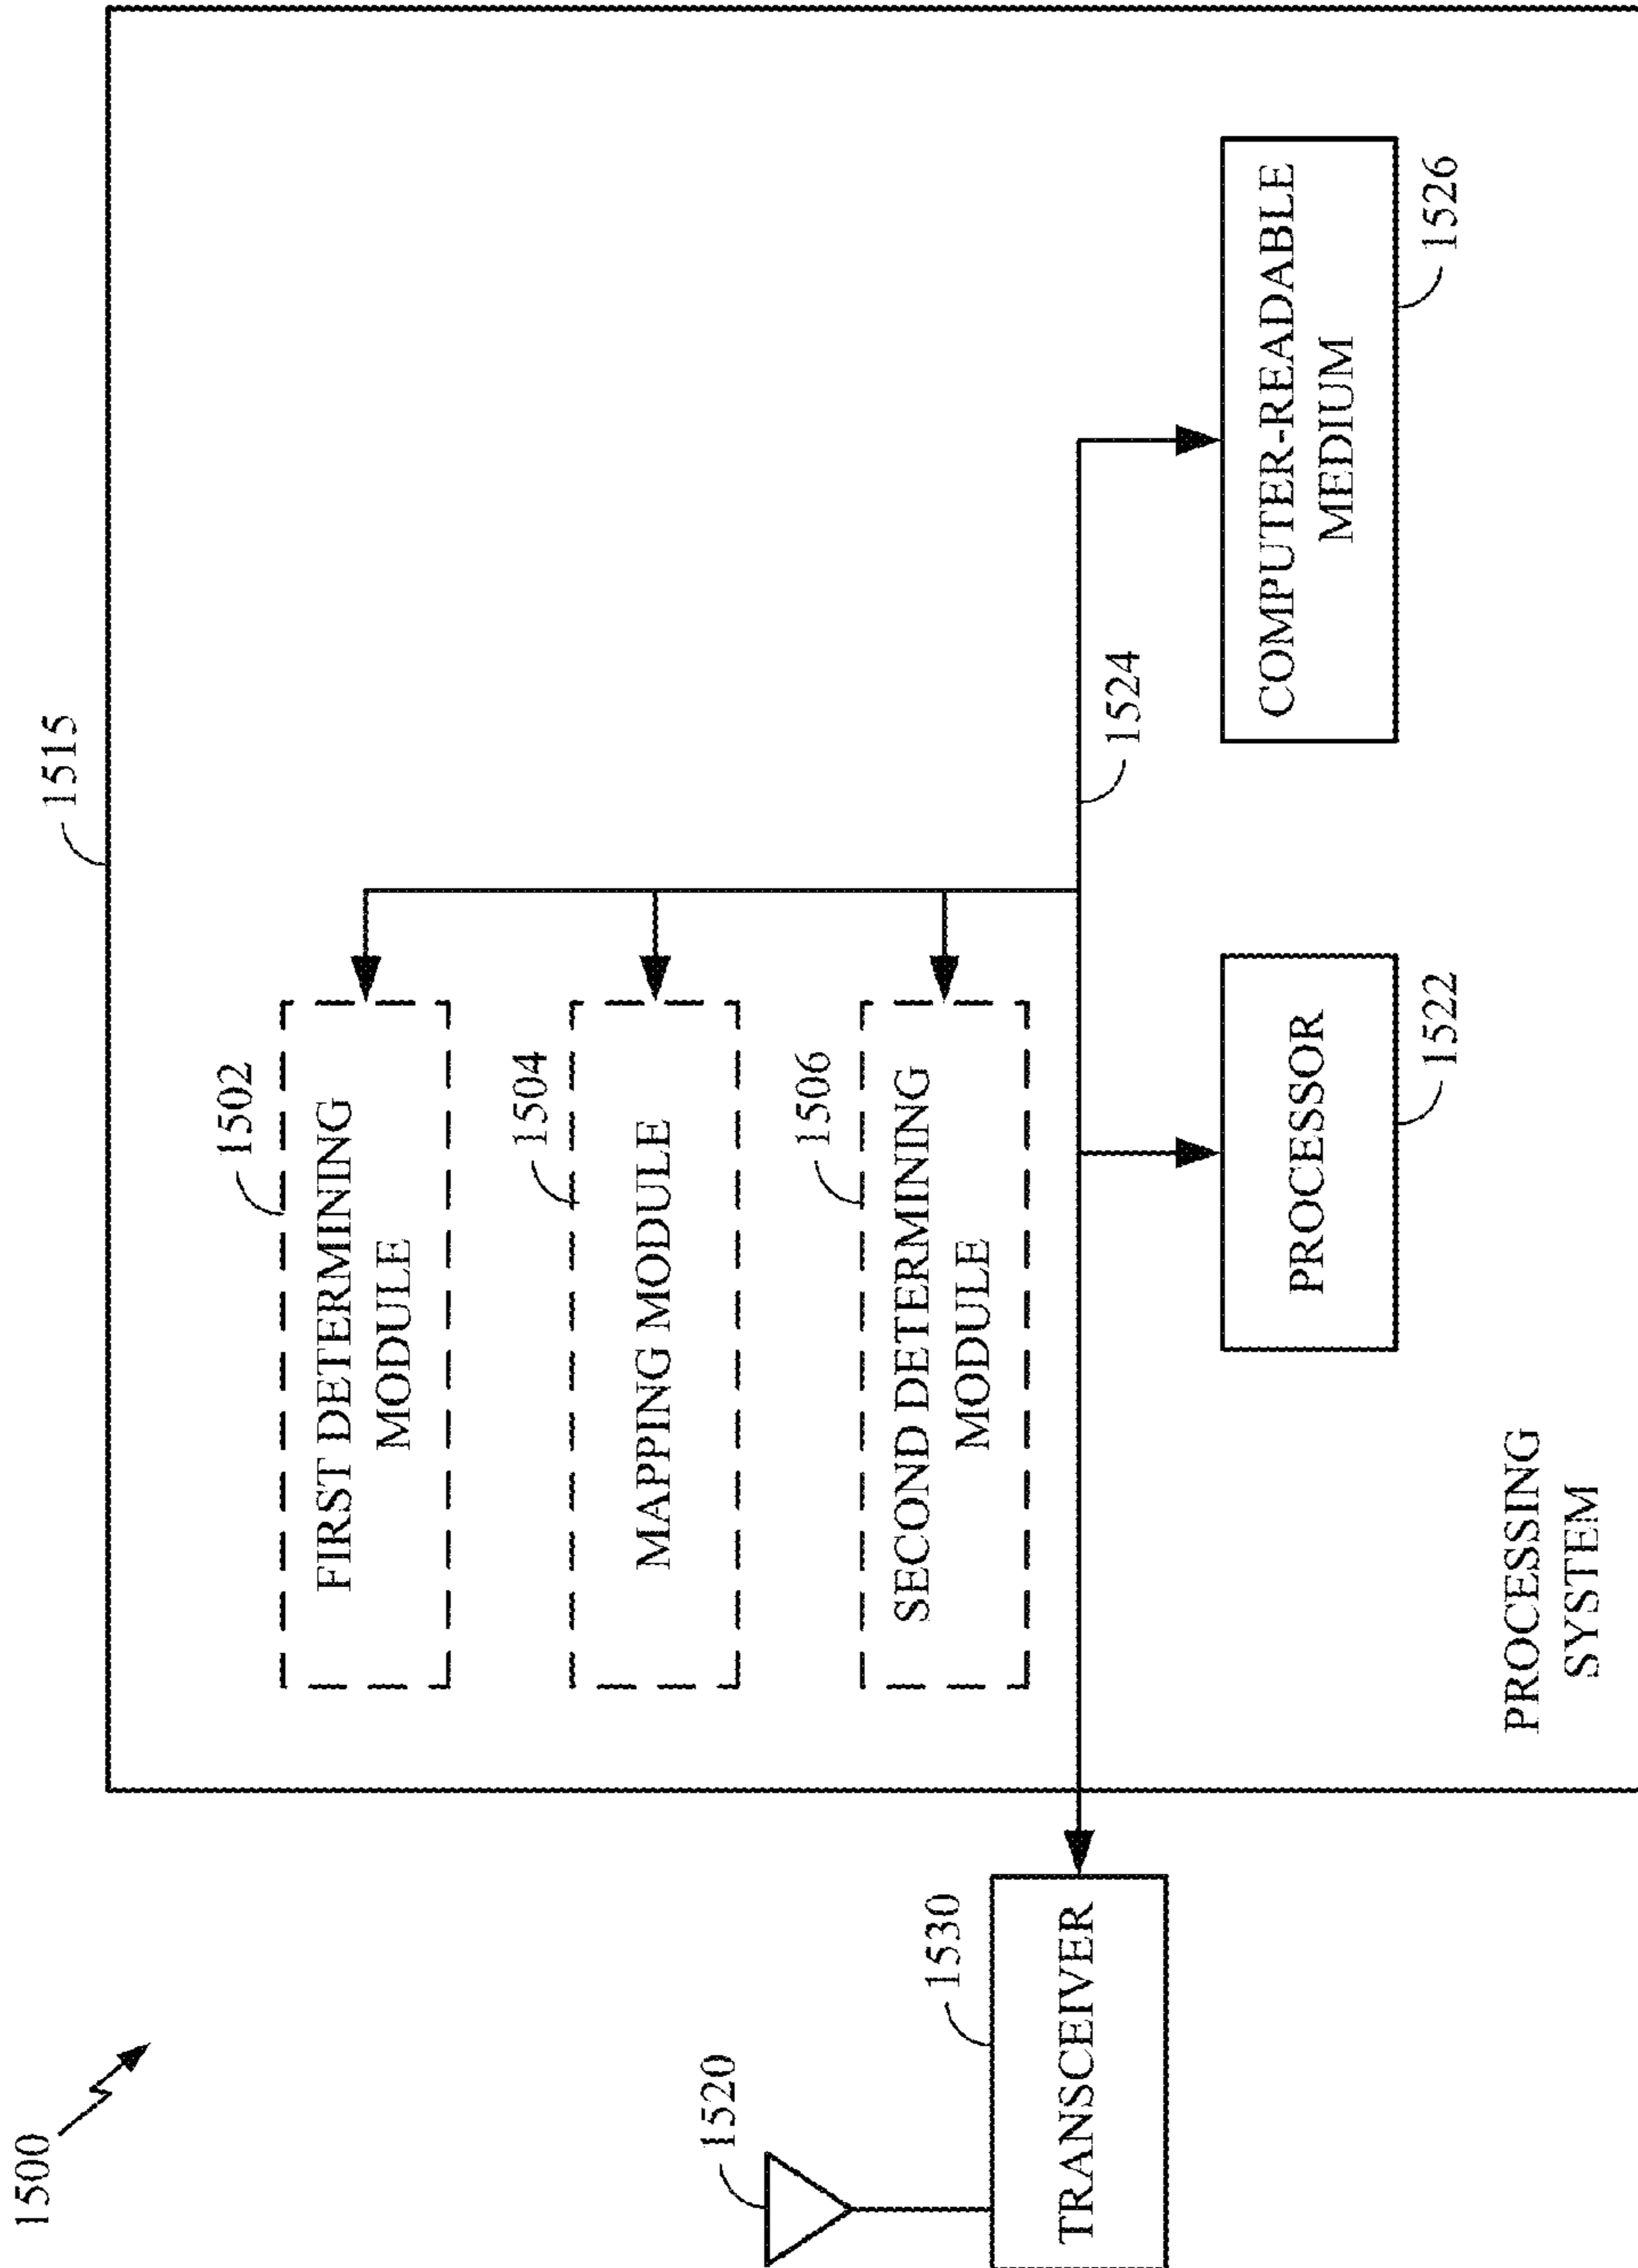 1500
1515
1502
FIRST DETERMINING
MODULE
1504
MAPPING MODULE
1506
SECOND DETERMINING
MODULE
1520
1530
TRANSCEIVER
1524
PROCESSOR
1522
COMPUTER-READABLE
MEDIUM
1526
PROCESSING
SYSTEM